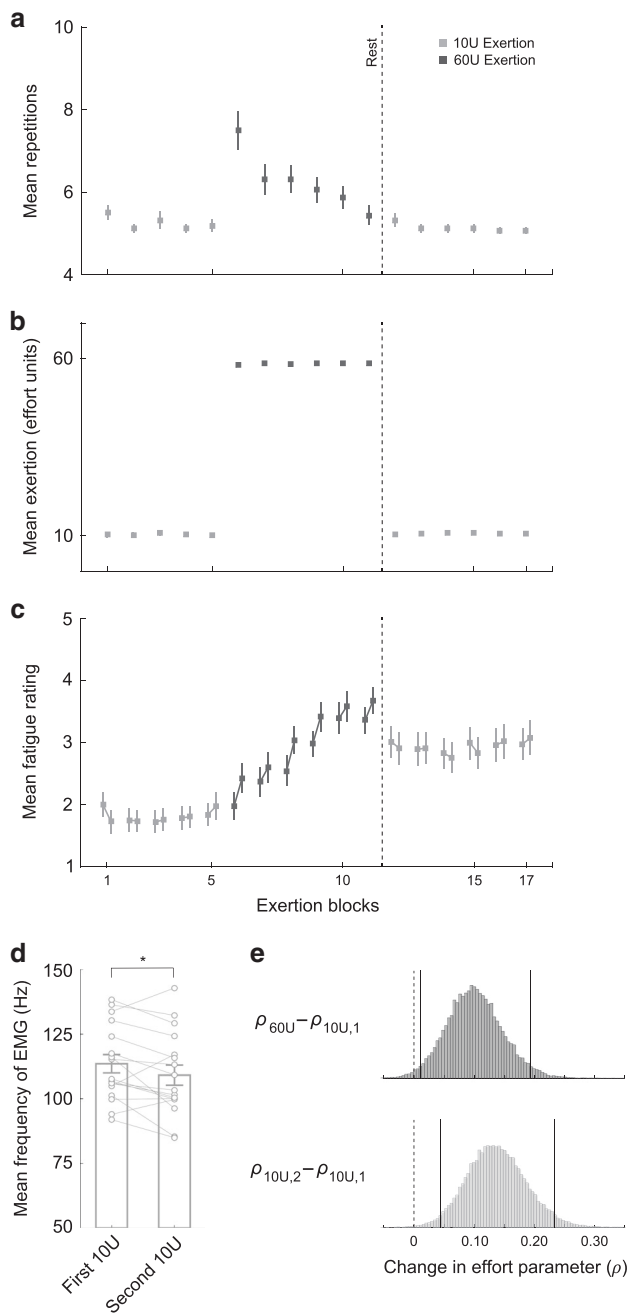 a
10
8
6
4
Mean repetitions
Rest
10U Exertion
60U Exertion
b
60
10
Mean exertion (effort units)
c
5
4
3
2
1
Mean fatigue rating
1 5 10 15 17
Exertion blocks
d
150
125
100
75
50
Mean frequency of EMG (Hz)
*
First 10U
Second 10U
e
ρ60U−ρ10U,1
ρ10U,2−ρ10U,1
0 0.10 0.20 0.30
Change in effort parameter (ρ)